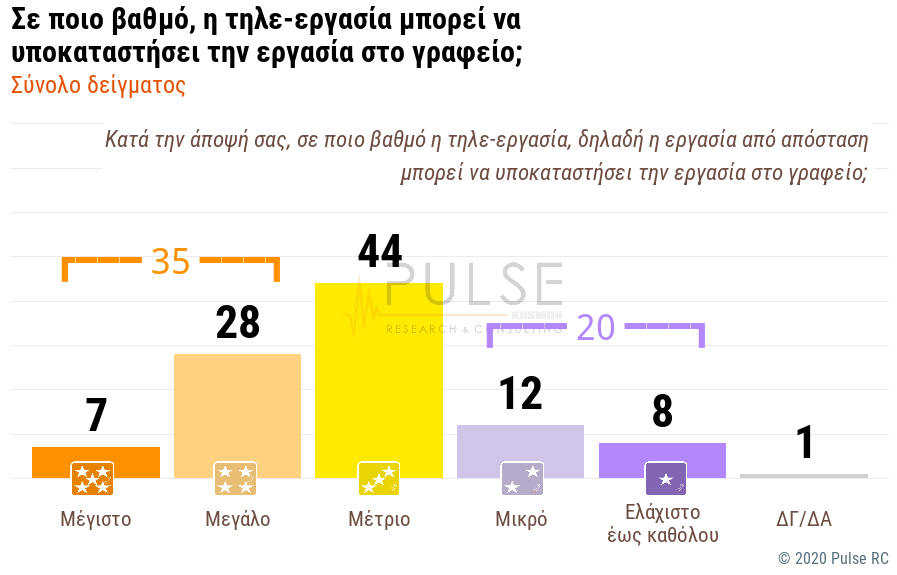 Σε ποιο βαθμό, η τηλε-εργασία μπορεί να
υποκαταστήσει την εργασία στο γραφείο;
Σύνολο δείγματος
Κατά την άποψή σας, σε ποιο βαθμό η τηλε-εργασία, δηλαδή η εργασία από απόσταση
μπορεί να υποκαταστήσει την εργασία στο γραφείο;
35
44
PULSE
KOSMON
RESEARCH & CONSULTING
28
20
7
12
8
1
Μέγιστο
Μεγάλο
Μέτριο
Μικρό
Ελάχιστο
έως καθόλου
ΔΓ/ΔΑ
© 2020 Pulse RC